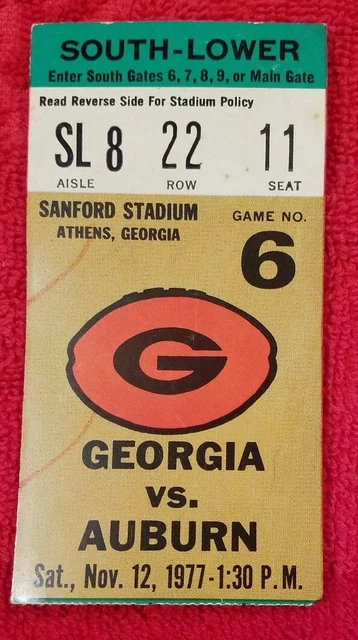 SOUTH-LOWER
Enter South Gates 6, 7, 8, 9, or Main Gate
Read Reverse Side For Stadium Policy
SL 8 22 11
AISLE ROW SEAT
SANFORD STADIUM
ATHENS, GEORGIA
GAME NO.
6
G
GEORGIA
vs.
AUBURN
Sat., Nov. 12, 1977-1:30 P.M.